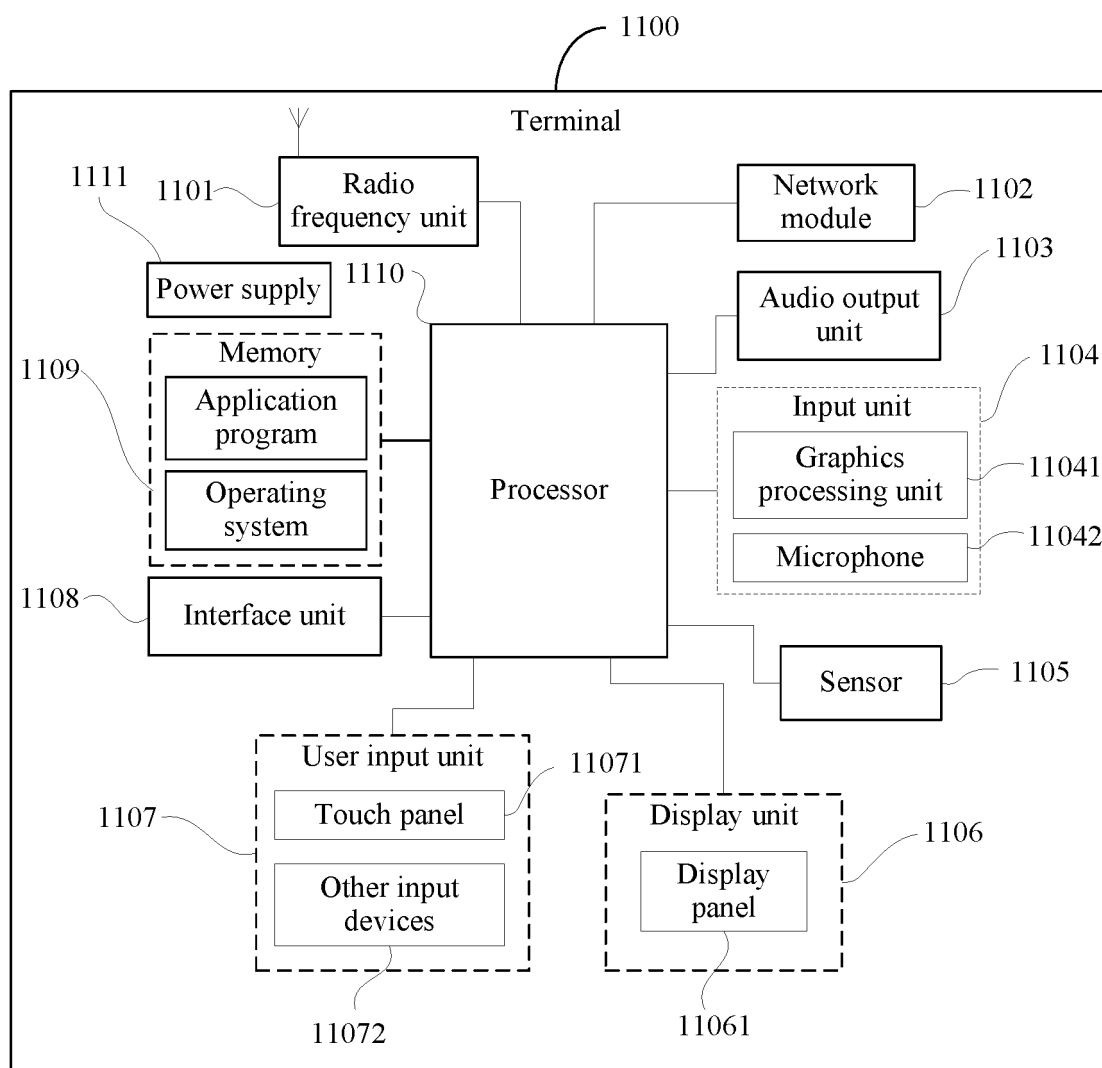 1100
Terminal
1111
1101
Radio
frequency unit
Network
module
1102
1103
Power supply
1110
Audio output
unit
1109
Memory
Application
program
Operating
system
Processor
1104
Input unit
Graphics
processing unit
11041
Microphone
11042
1108
Interface unit
Sensor
1105
User input unit
11071
1107
Touch panel
Other input
devices
11072
Display unit
1106
Display
panel
11061